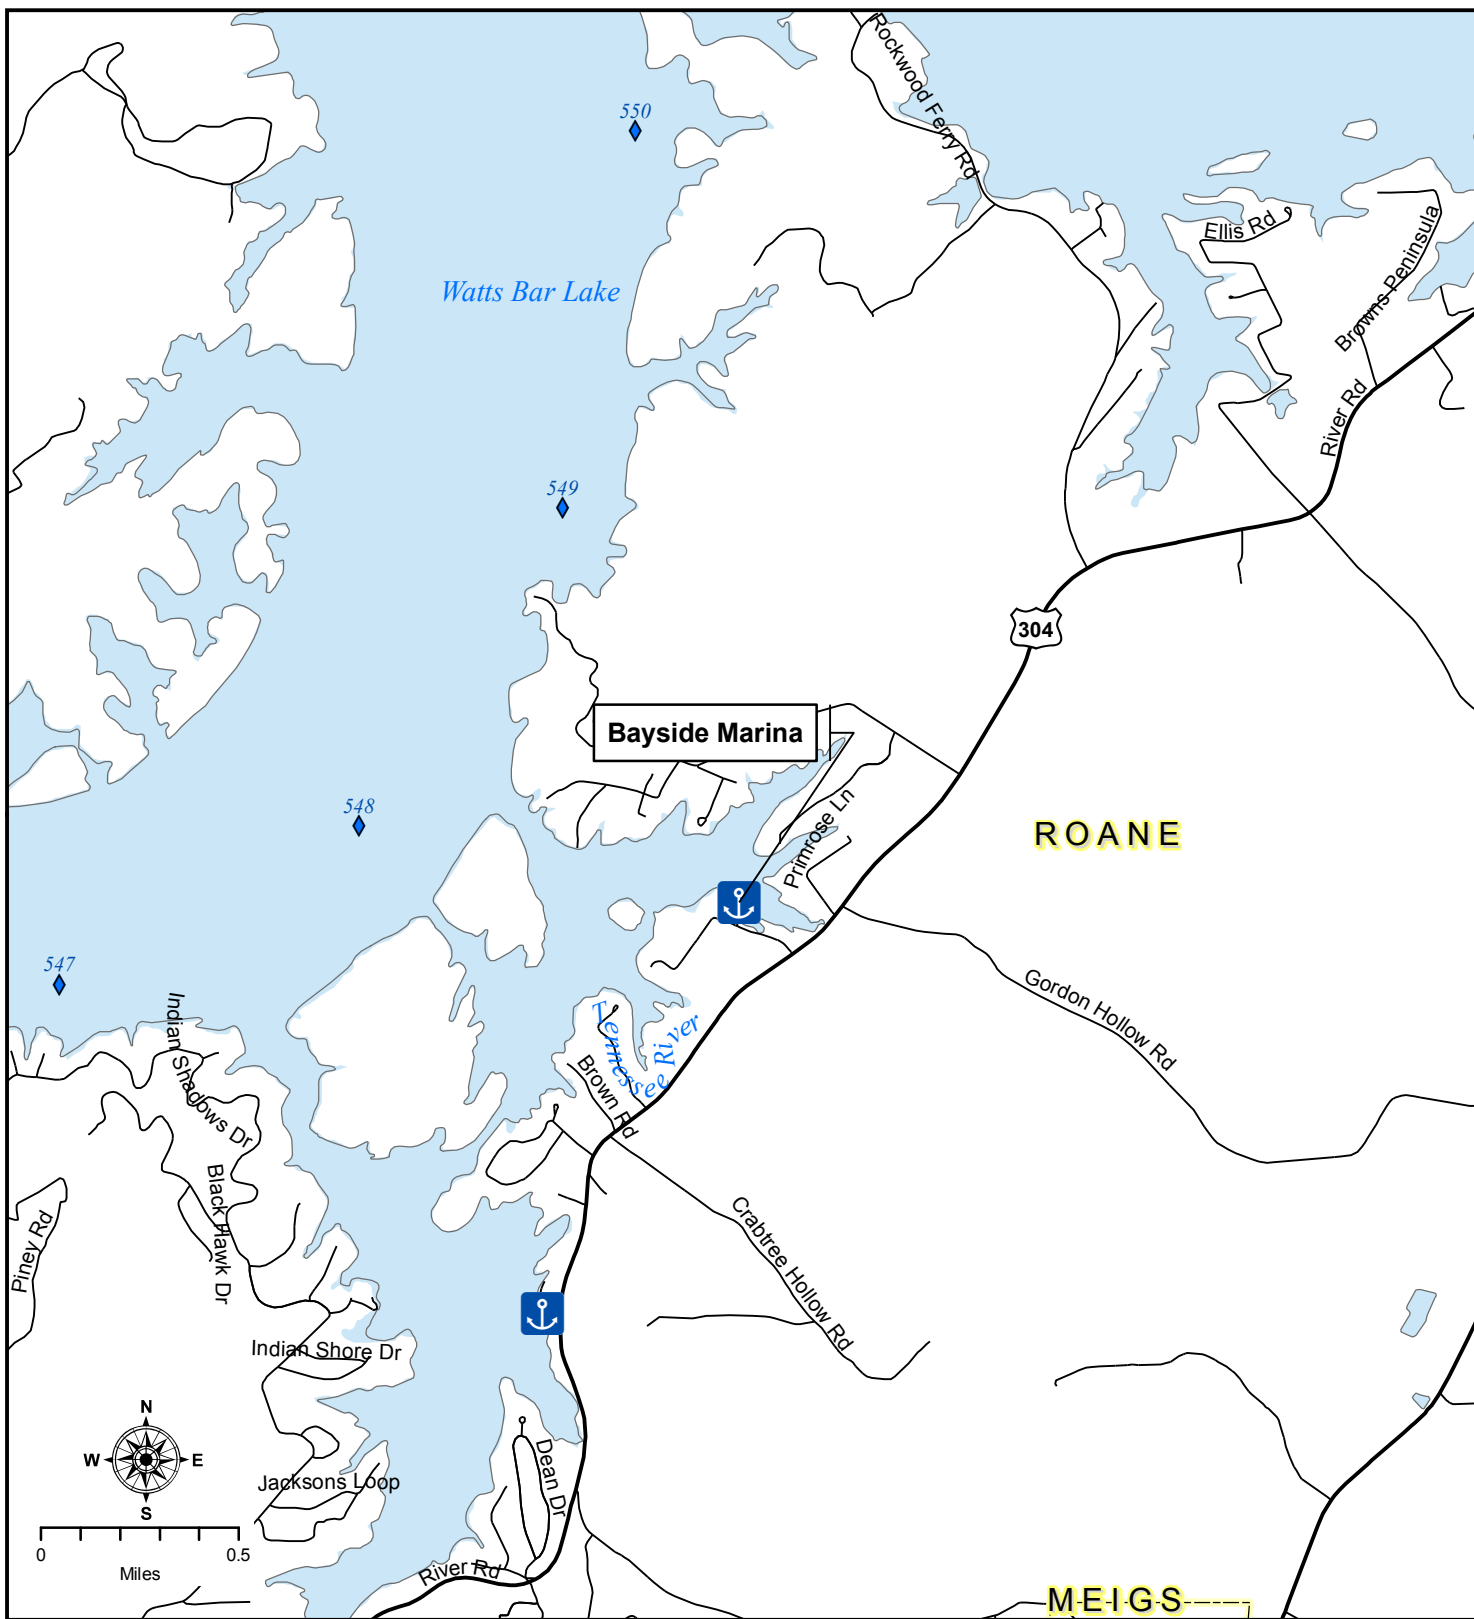 Rockwood Ferry Rd
550
Ellis Rd
Browns Peninsula
Watts Bar Lake
River Rd
549
304
Bayside Marina
548
Primrose Ln
ROANE
547
Indian Shadows Dr
Tennessee River
Gordon Hollow Rd
Brown Rd
Black Hawk Dr
Piney Rd
Crabtree Hollow Rd
Indian Shore Dr
N
W E
S
Jacksons Loop
Dean Dr
0 0.5
Miles
River Rd
MEIGS